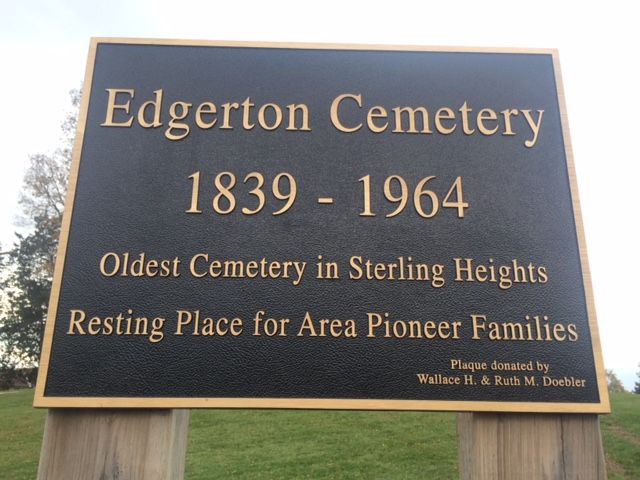 Edgerton Cemetery
1839 - 1964
Oldest Cemetery in Sterling Heights
Resting Place for Area Pioneer Families
Plaque donated by
Wallace H. & Ruth M. Doebler